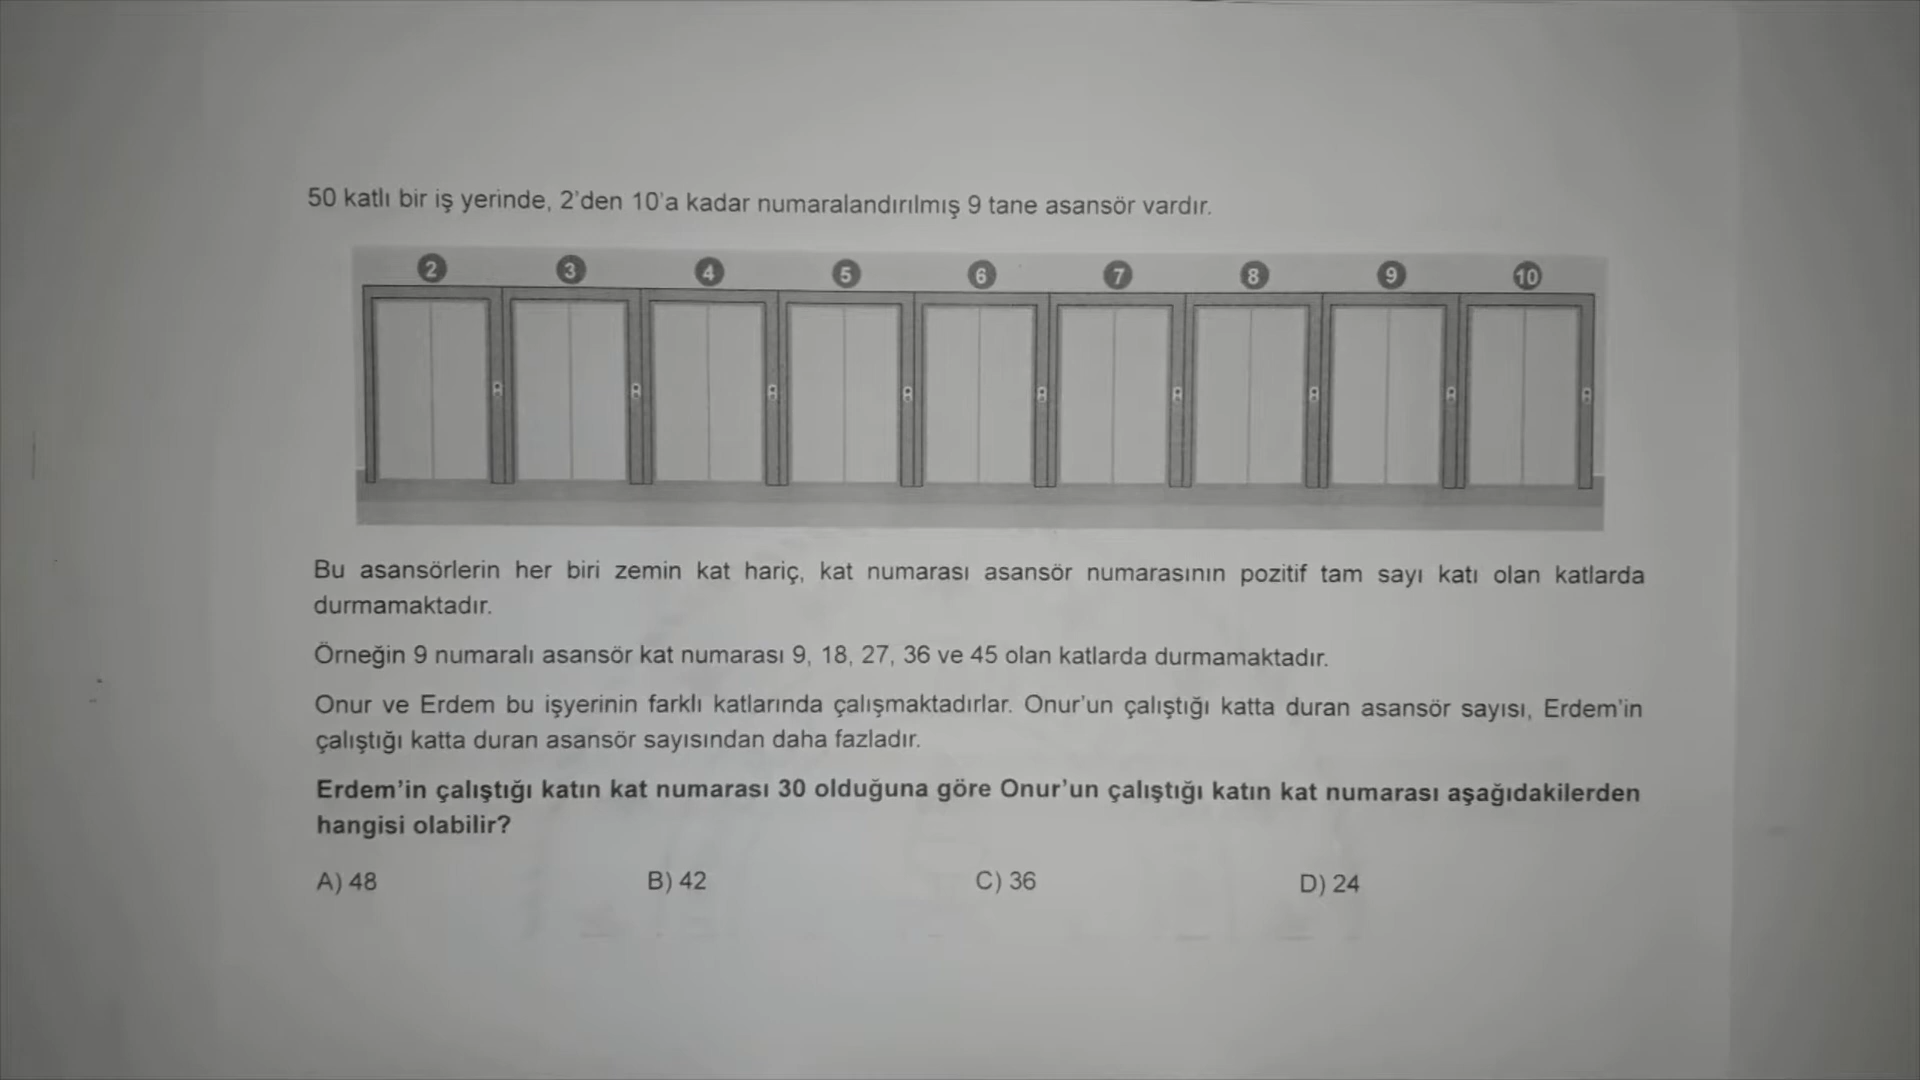 50 katlı bir iş yerinde, 2'den 10'a kadar numaralandırılmış 9 tane asansör vardır.
2 3 4 5 6 7 8 9 10
Bu asansörlerin her biri zemin kat hariç, kat numarası asansör numarasının pozitif tam sayı katı olan katlarda
durmamaktadır.
Örneğin 9 numaralı asansör kat numarası 9, 18, 27, 36 ve 45 olan katlarda durmamaktadır.
Onur ve Erdem bu işyerinin farklı katlarında çalışmaktadırlar. Onur'un çalıştığı katta duran asansör sayısı, Erdem'in
çalıştığı katta duran asansör sayısından daha fazladır.
Erdem'in çalıştığı katın kat numarası 30 olduğuna göre Onur'un çalıştığı katın kat numarası aşağıdakilerden
hangisi olabilir?
A) 48 B) 42 C) 36 D) 24